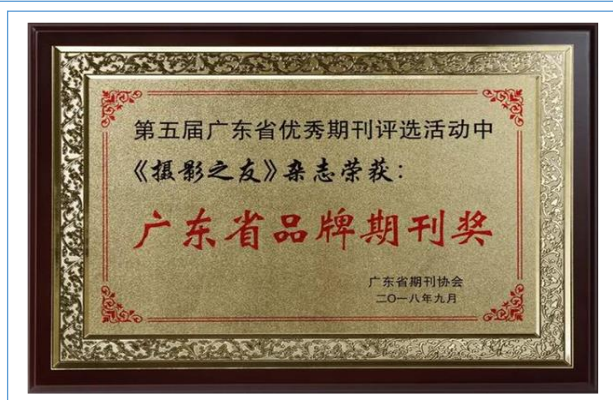 第五届广东省优秀期刊评选活动中
《摄影之友》杂志荣获：
广东省品牌期刊奖
广东省期刊协会
二〇一八年九月